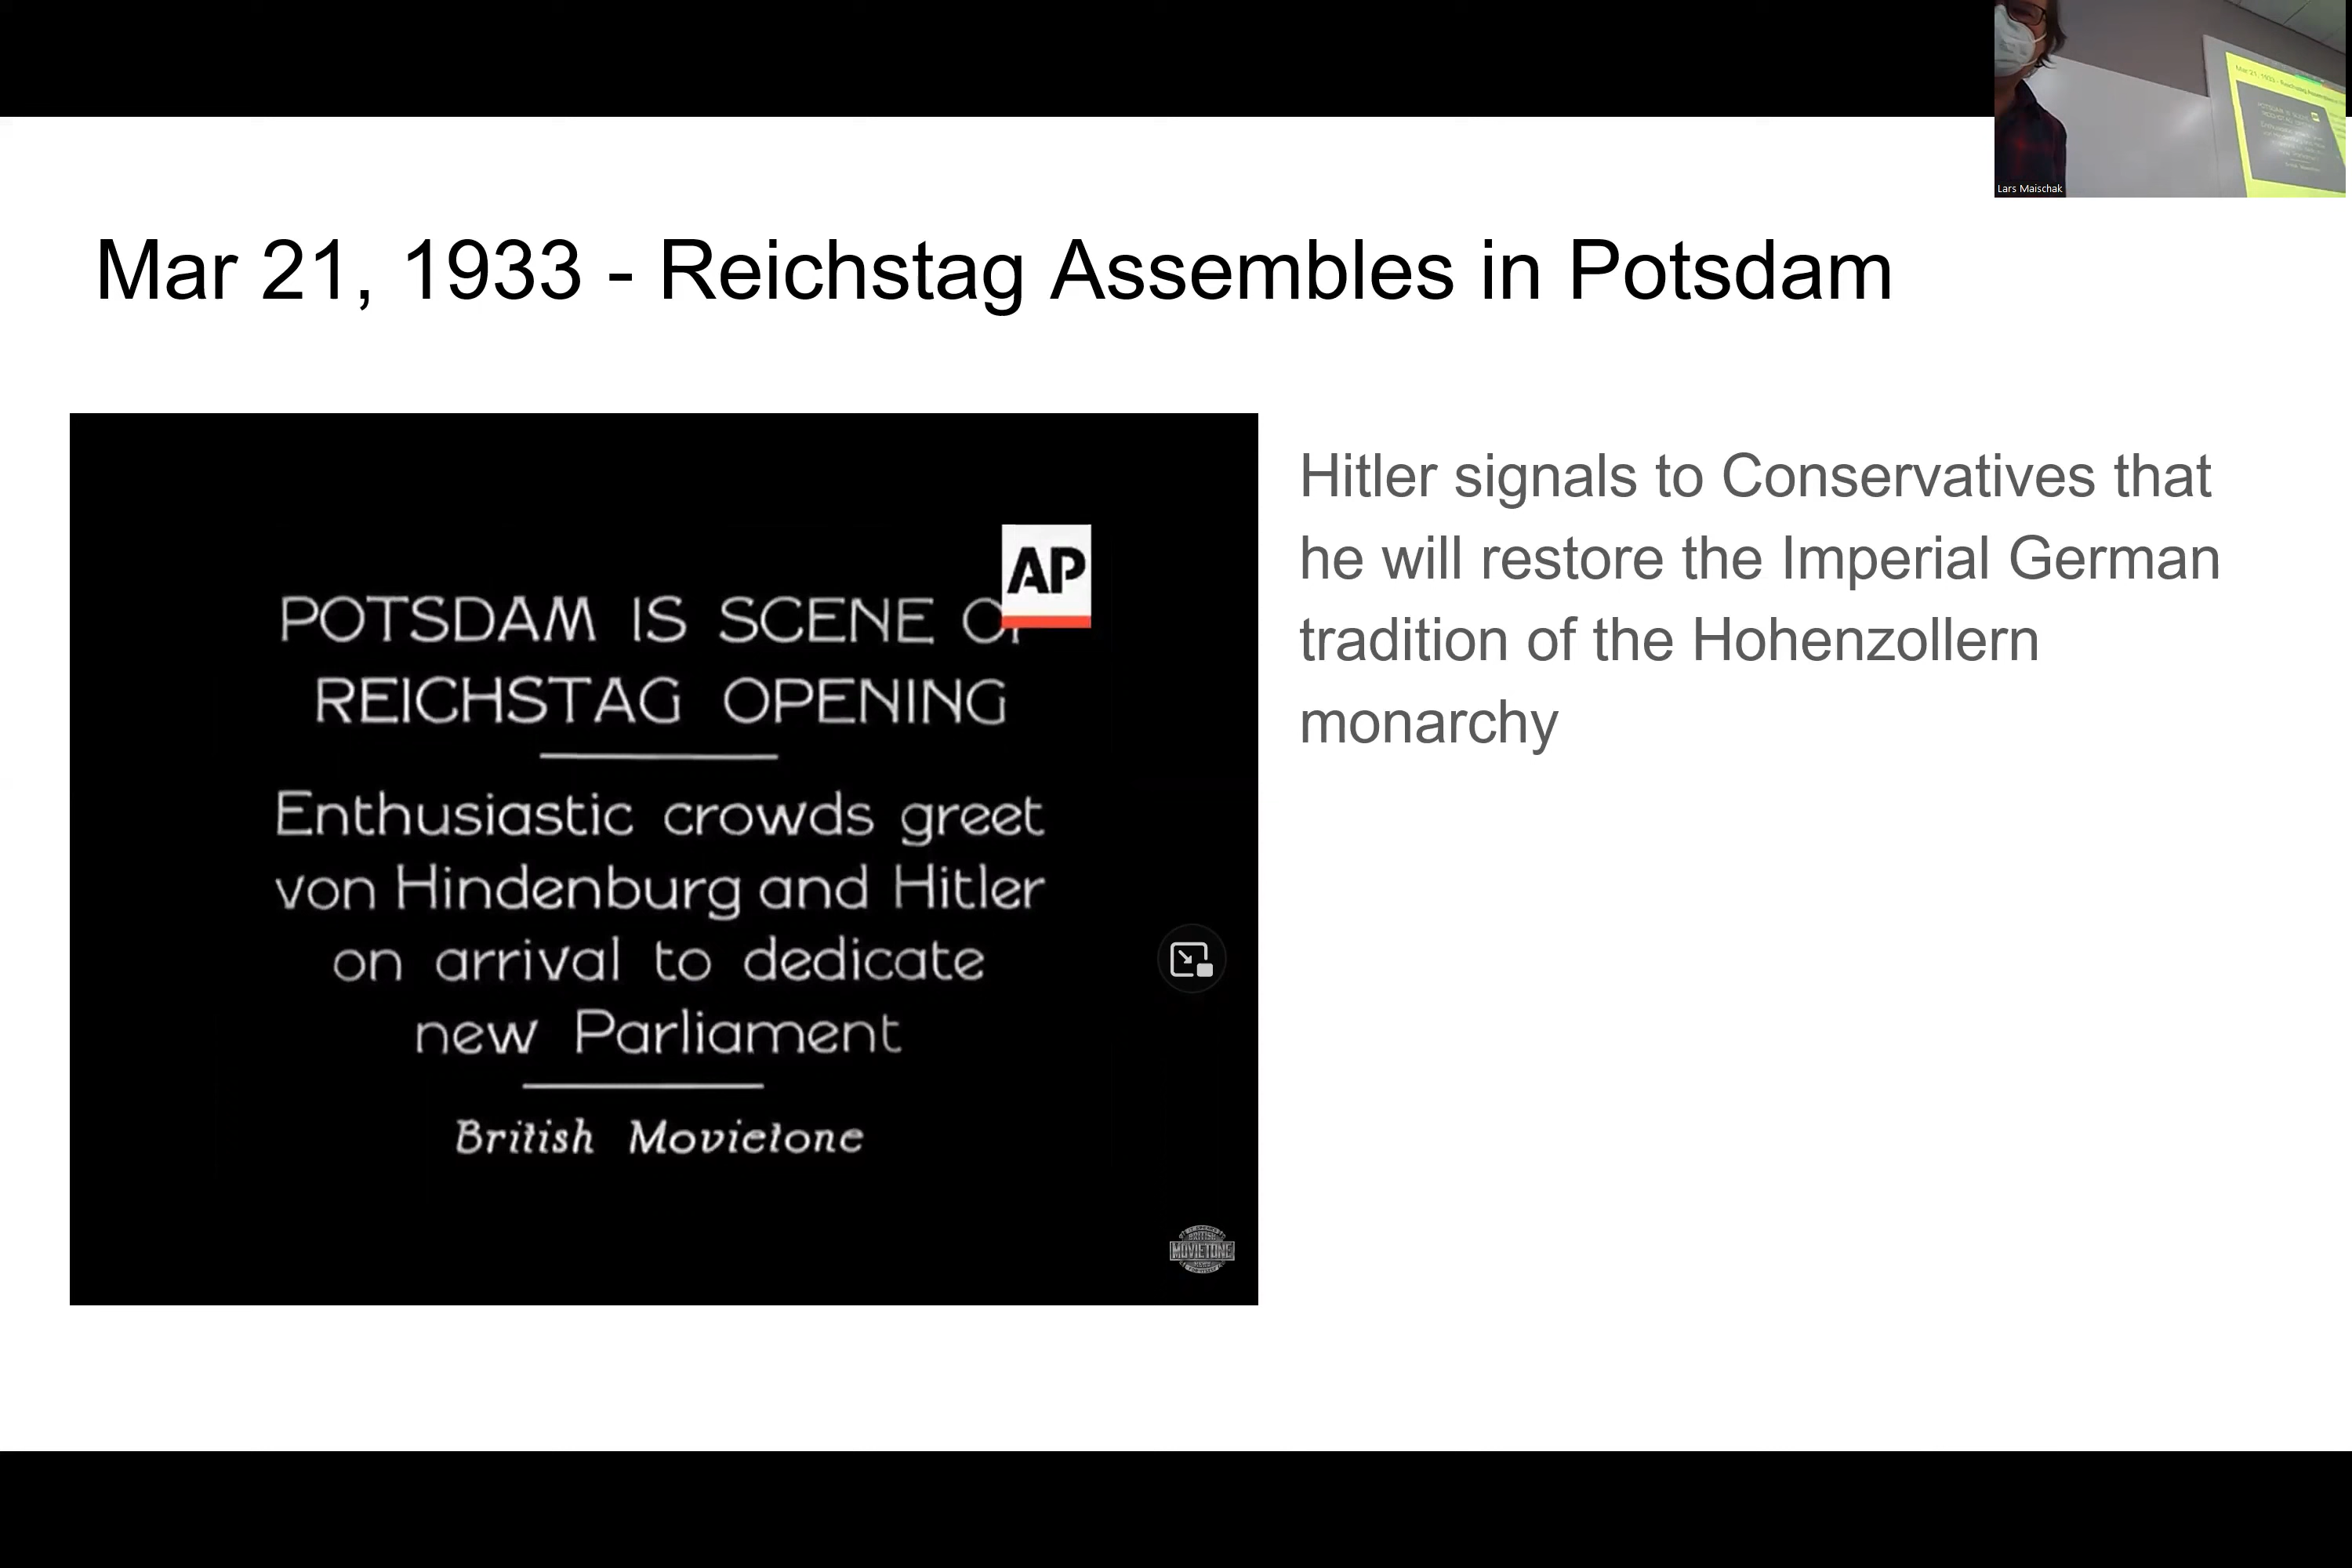 Lars Maischak
Mar 21, 1933 - Reichstag Assembles in Potsdam
AP
POTSDAM IS SCENE
REICHSTAG OPENING
Enthusiastic crowds greet
von Hindenburg and Hitler
on arrival to dedicate
new Parliament
British Movietone
BRITISH
MOVIETONE
Hitler signals to Conservatives that
he will restore the Imperial German
tradition of the Hohenzollern
monarchy